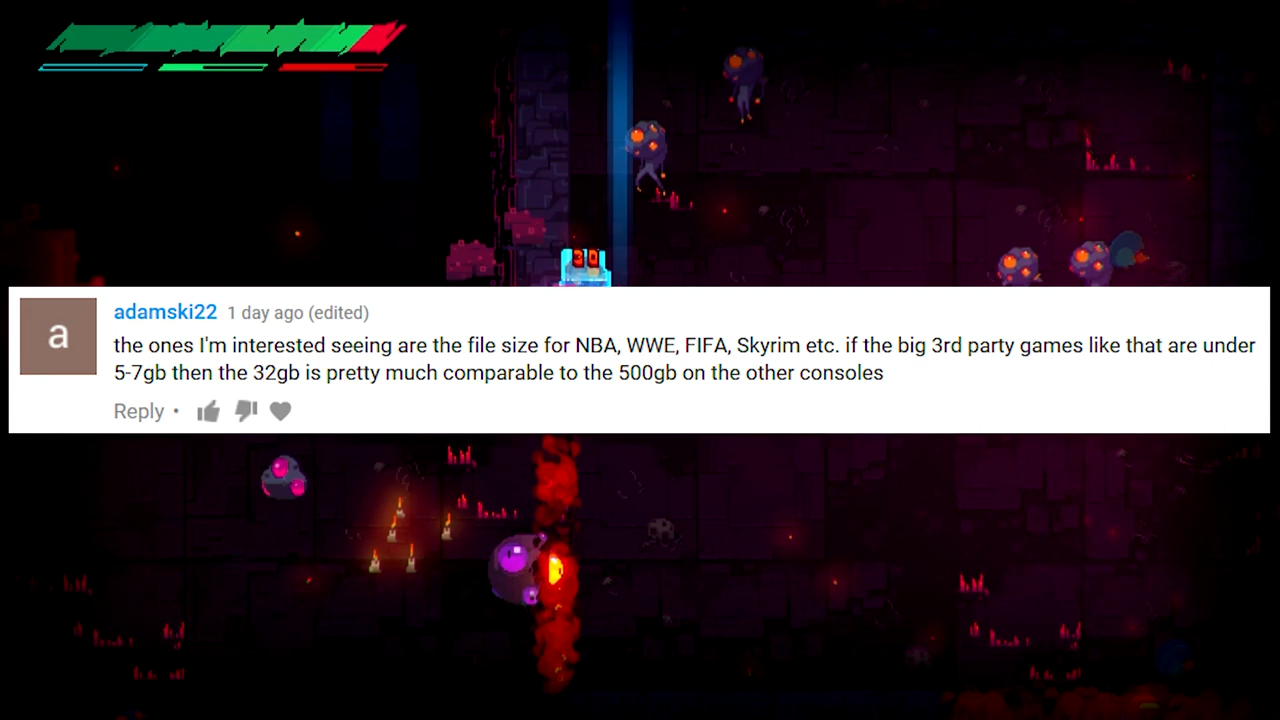 30
a
adamski22 1 day ago (edited)
the ones I'm interested seeing are the file size for NBA, WWE, FIFA, Skyrim etc. if the big 3rd party games like that are under
5-7gb then the 32gb is pretty much comparable to the 500gb on the other consoles
Reply •